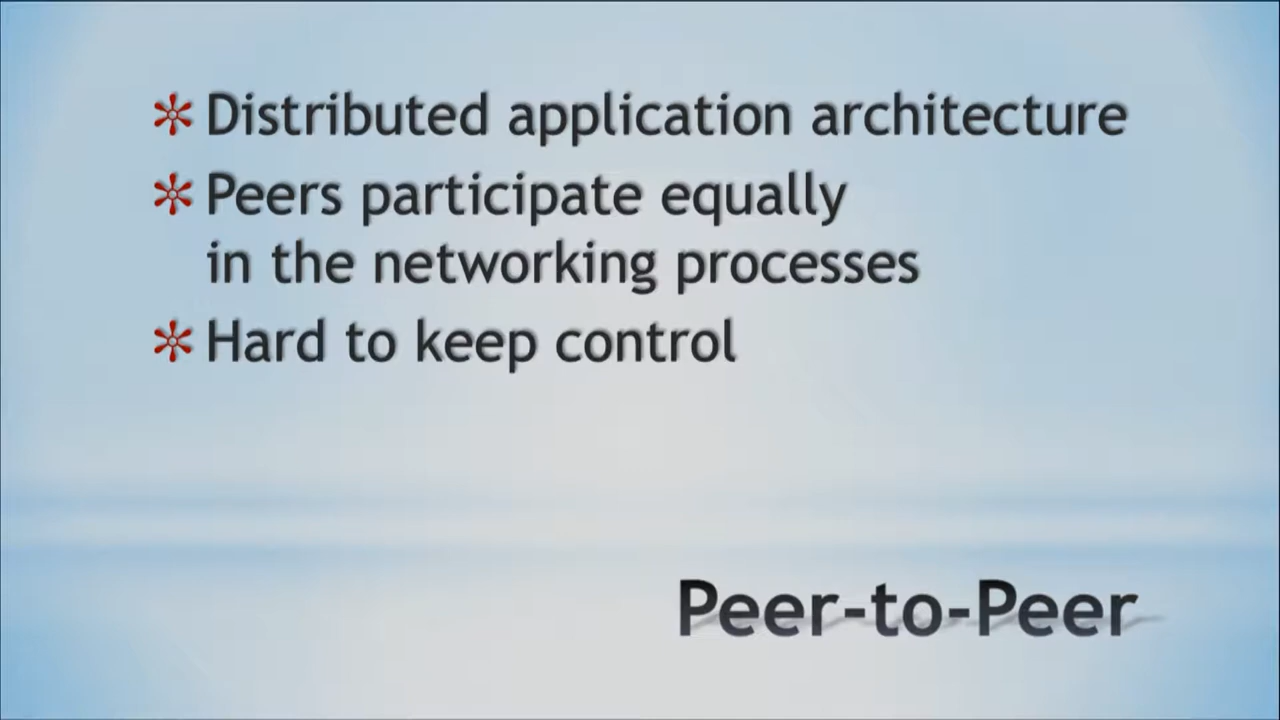 * Distributed application architecture
* Peers participate equally
in the networking processes
* Hard to keep control
Peer-to-Peer